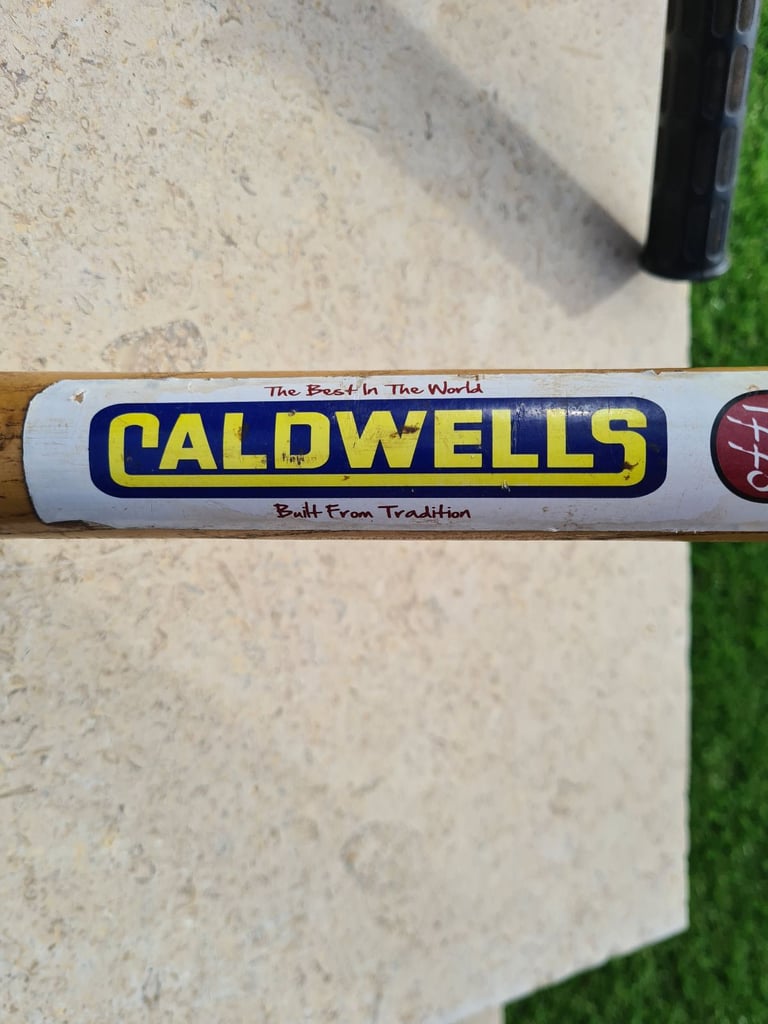 The Best In The World
CALDWELLS
Built From Tradition